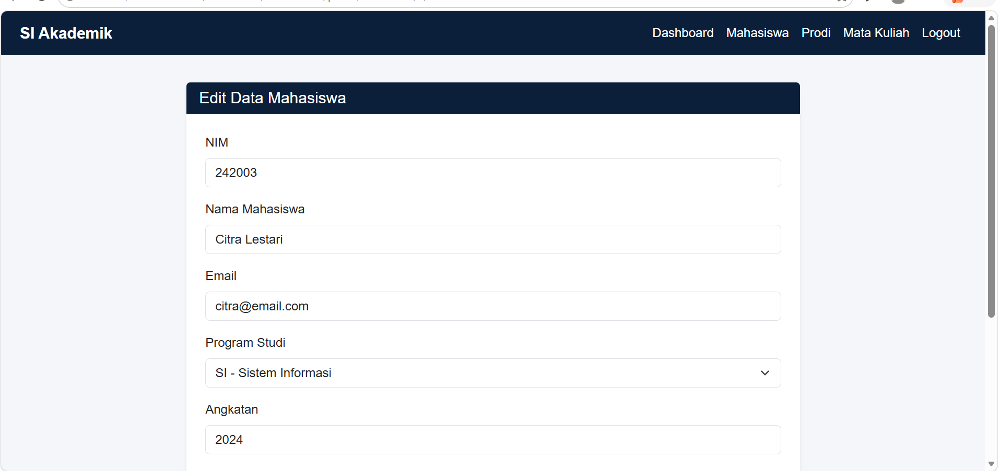 SI Akademik
Dashboard Mahasiswa Prodi Mata Kuliah Logout
Edit Data Mahasiswa
NIM
242003
Nama Mahasiswa
Citra Lestari
Email
citra@email.com
Program Studi
SI - Sistem Informasi
Angkatan
2024